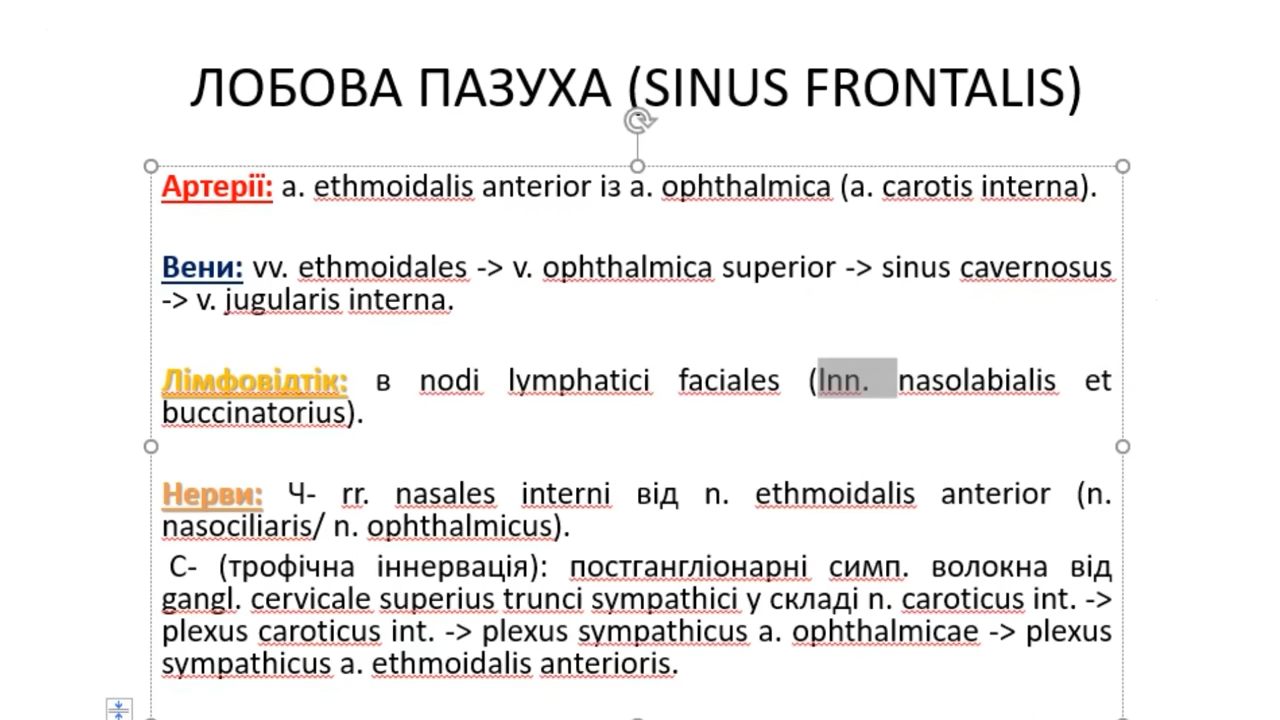 ЛОБОВА ПАЗУХА (SINUS FRONTALIS)
Артерії: a. ethmoidalis anterior із a. ophthalmica (a. carotis interna).
Вени: vv. ethmoidales -> v. ophthalmica superior -> sinus cavernosus
-> v. jugularis interna.
Лімфовідтік: в nodi lymphatici faciales (lnn. nasolabialis et
buccinatorius).
Нерви: Ч- rr. nasales interni від n. ethmoidalis anterior (n.
nasociliaris/ n. ophthalmicus).
С- (трофічна іннервація): постгангліонарні симп. волокна від
gangl. cervicale superius trunci sympathici у складі n. caroticus int. ->
plexus caroticus int. -> plexus sympathicus a. ophthalmicae -> plexus
sympathicus a. ethmoidalis anterioris.